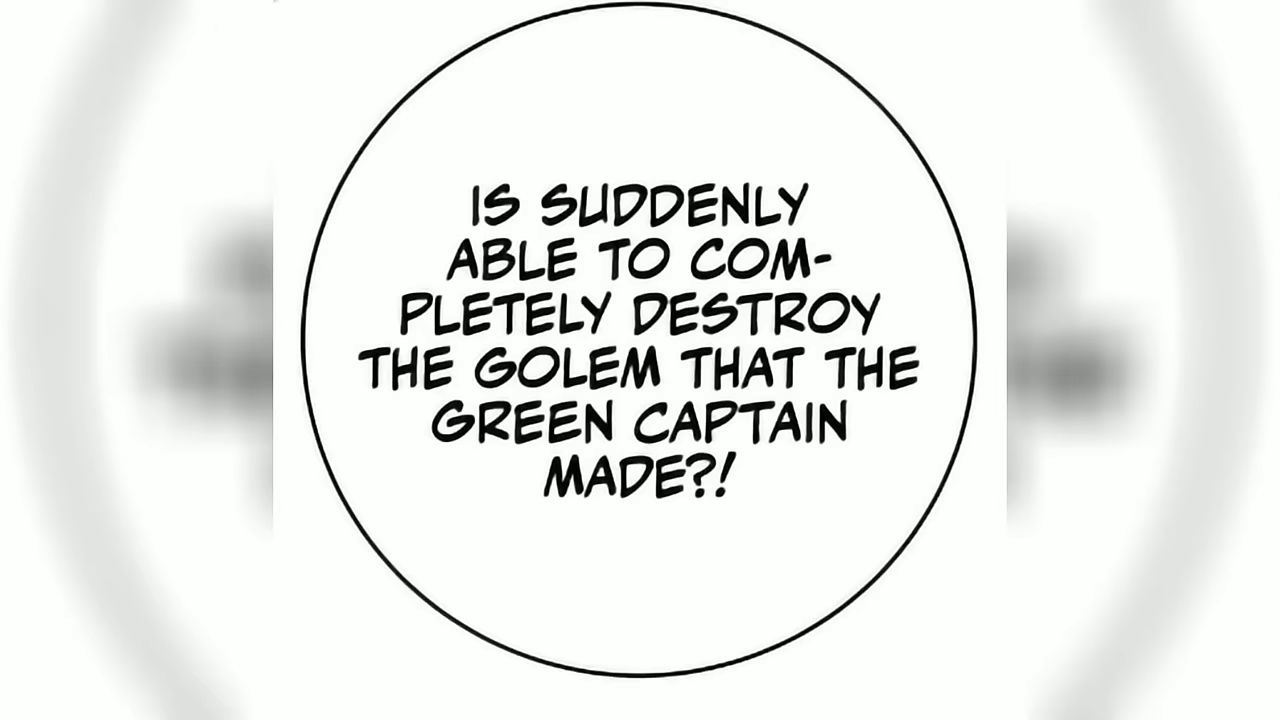 IS SUDDENLY
ABLE TO COM-
PLETELY DESTROY
THE GOLEM THAT THE
GREEN CAPTAIN
MADE?!